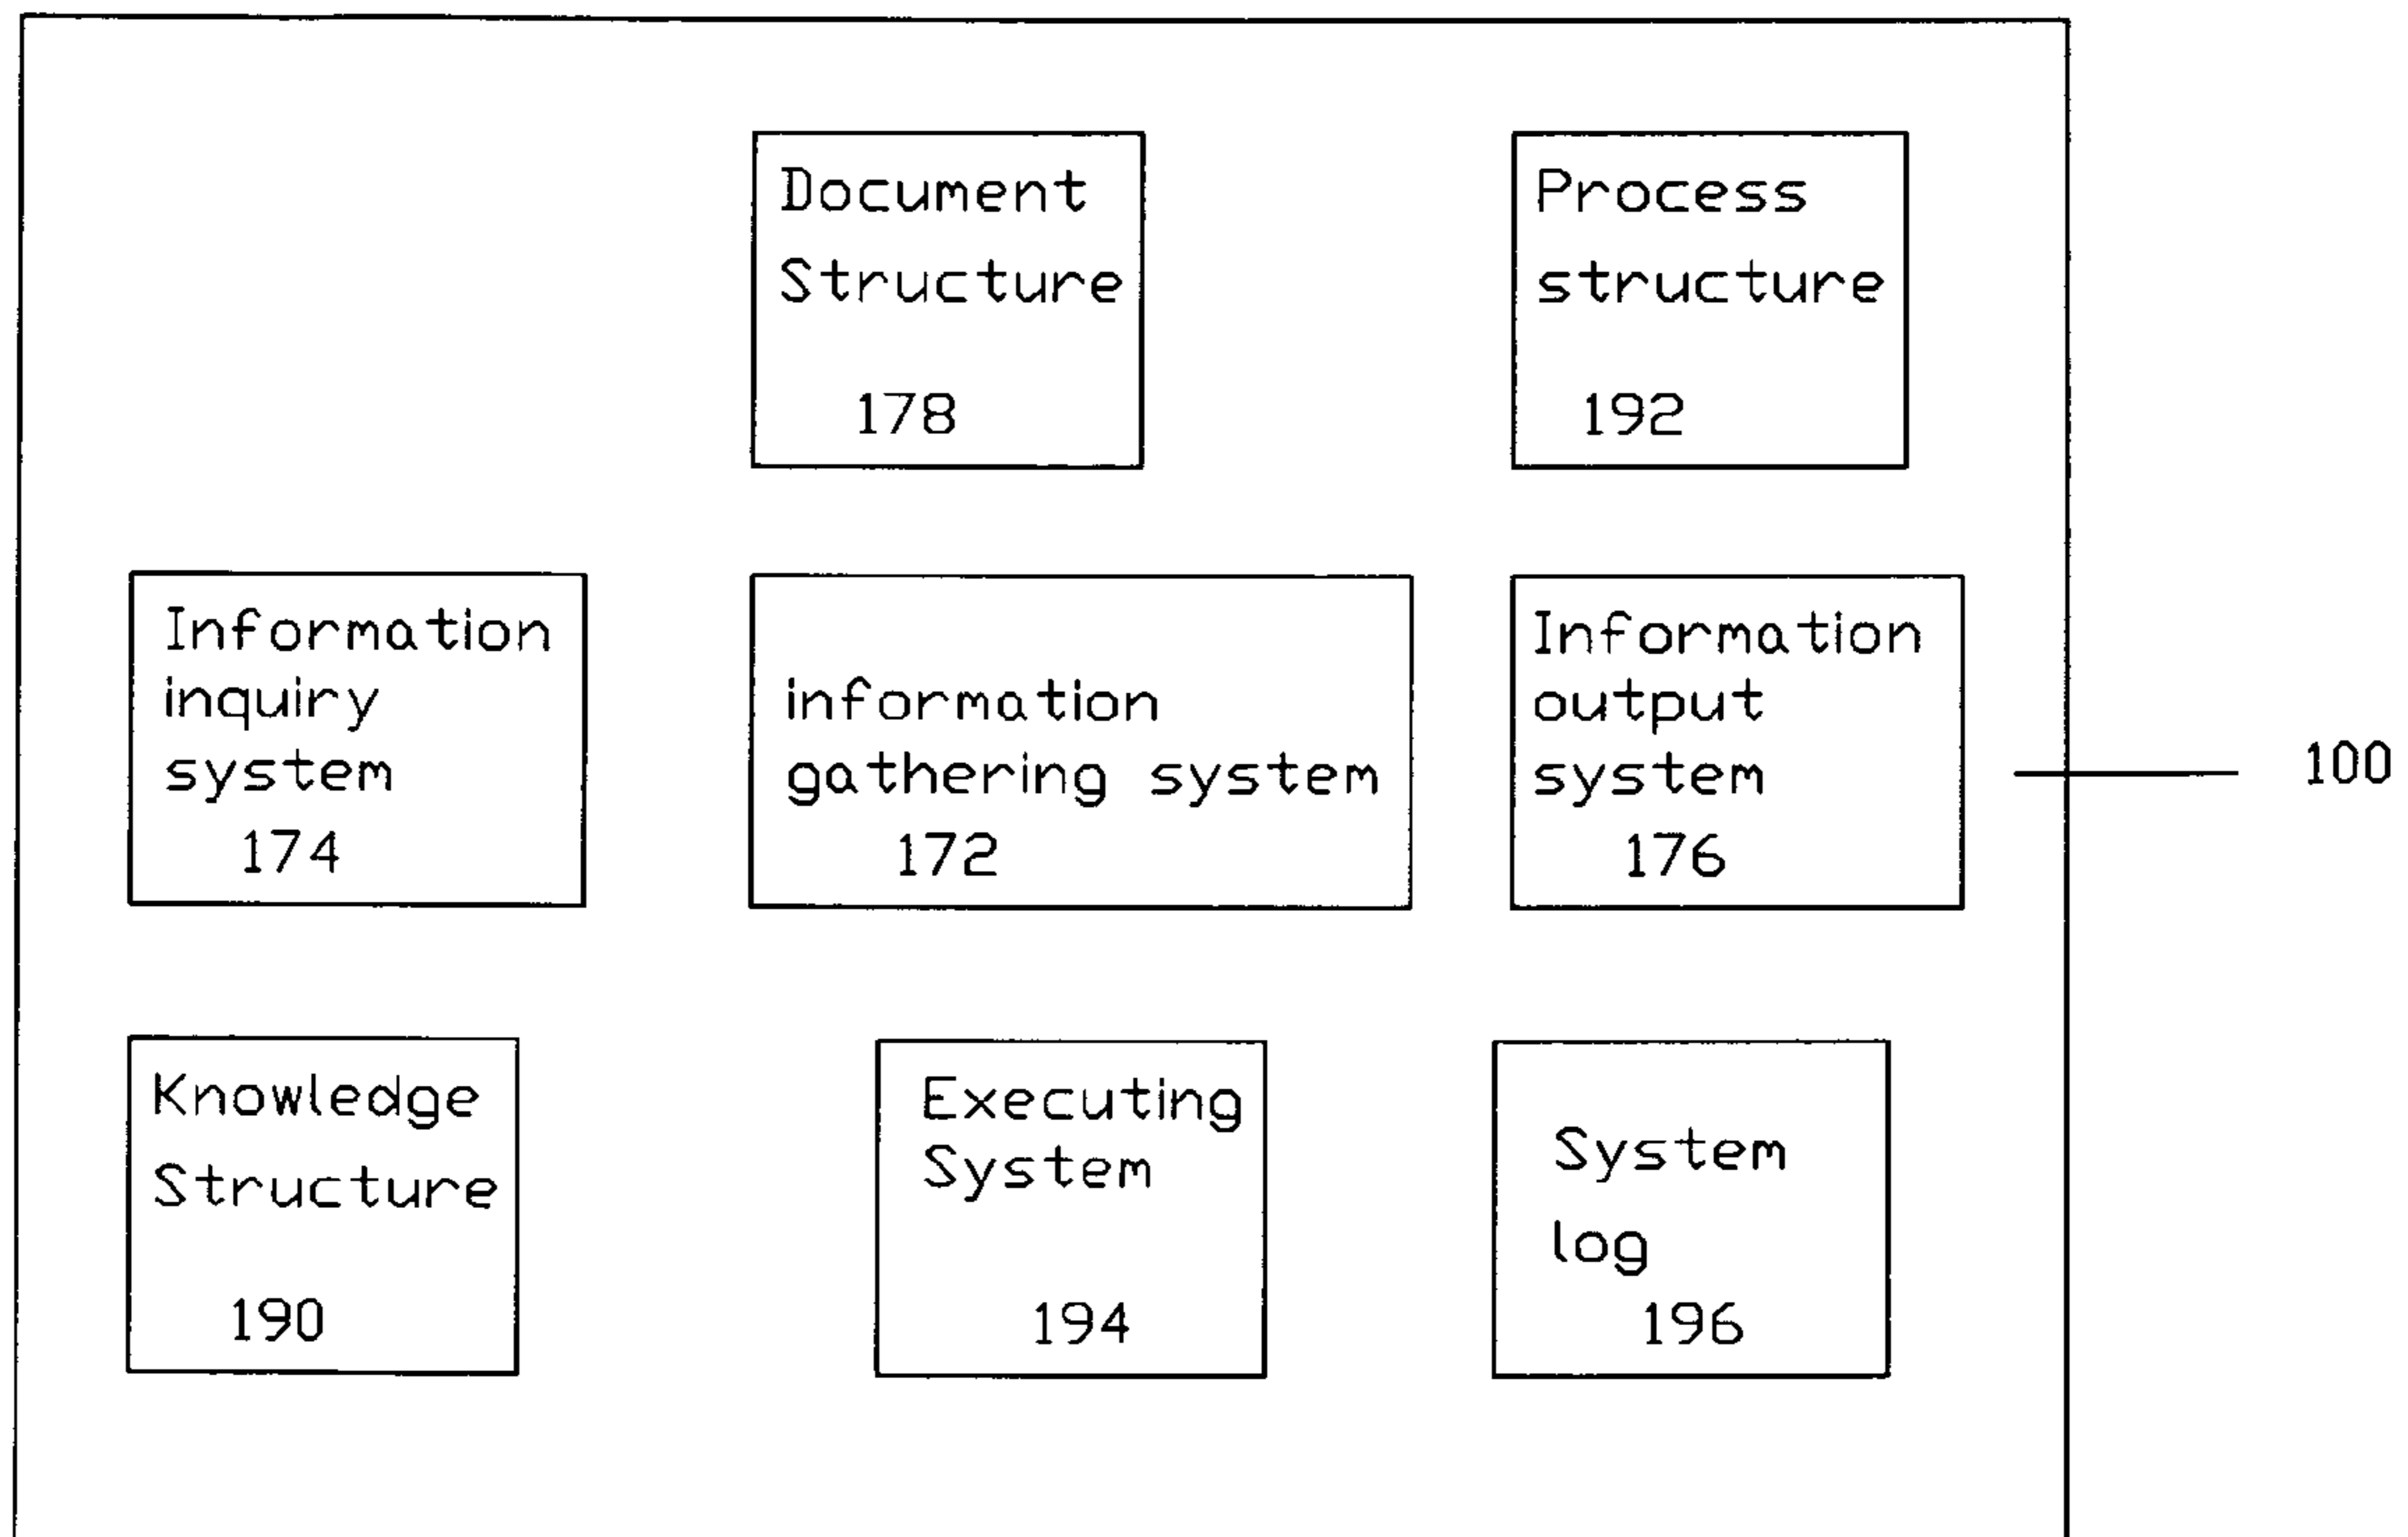 Document
Structure
178
Process
structure
192
Information
inquiry
system
174
information
gathering system
172
Information
output
system
176
100
Knowledge
Structure
190
Executing
System
194
System
log
196